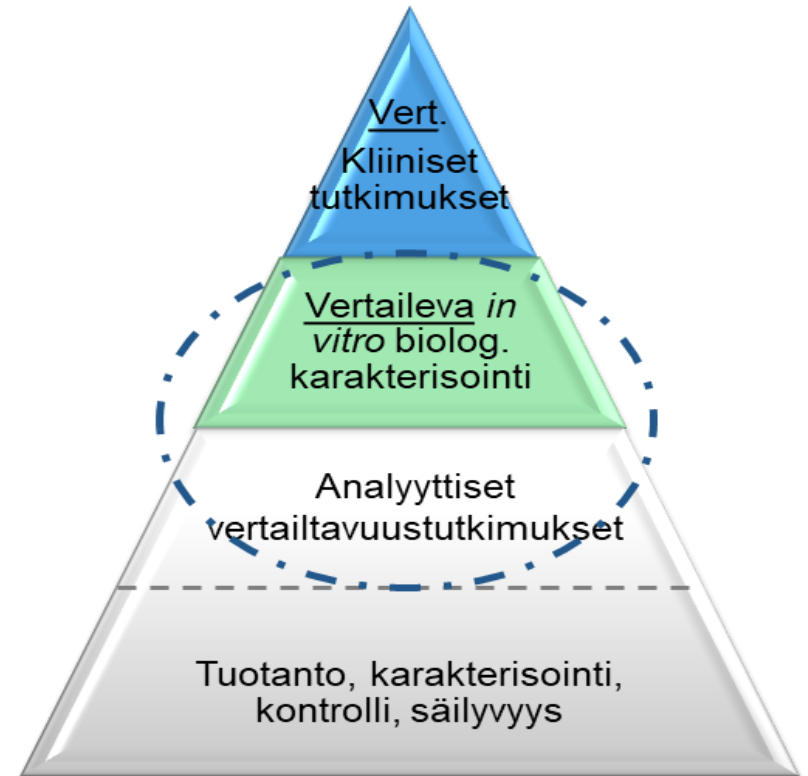 Vert.
Kliiniset
tutkimukset
Vertaileva in
vitro biolog.
karakterisointi
Analyyttiset
vertailtavuustutkimukset
Tuotanto, karakterisointi,
kontrolli, säilyvyys